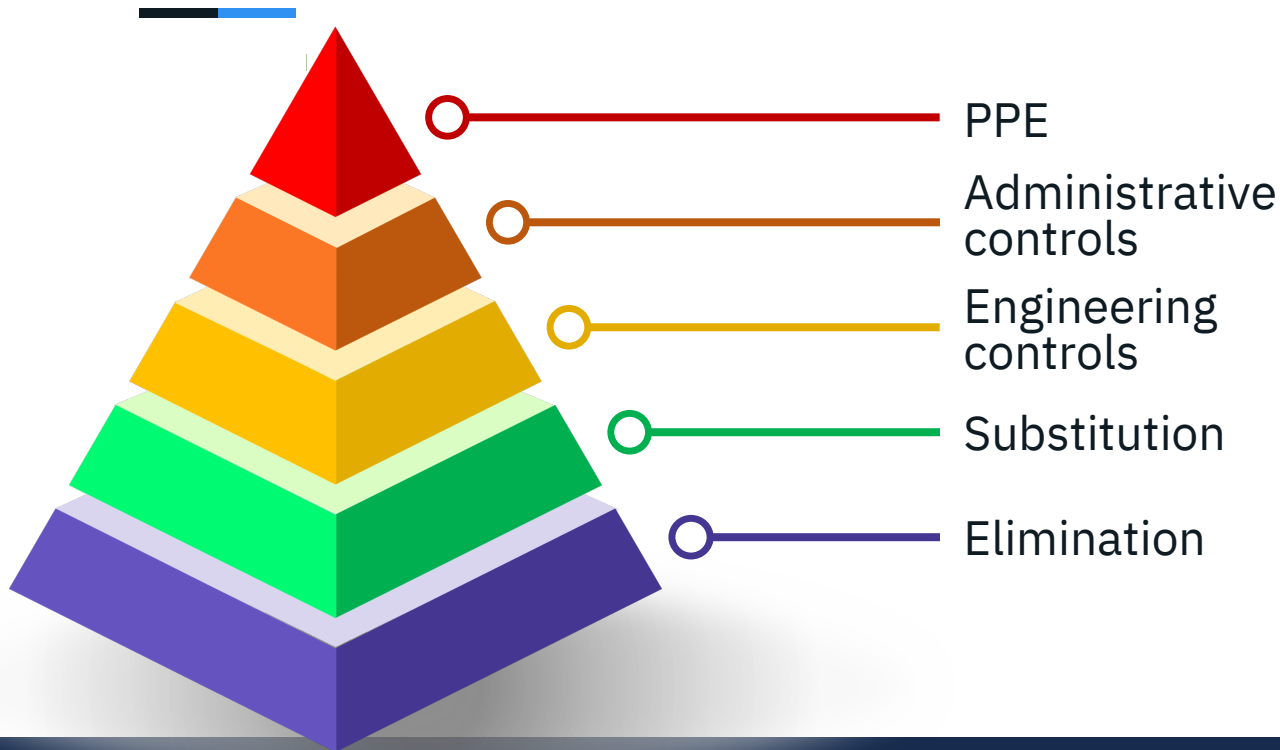 PPE
Administrative
controls
Engineering
controls
Substitution
Elimination